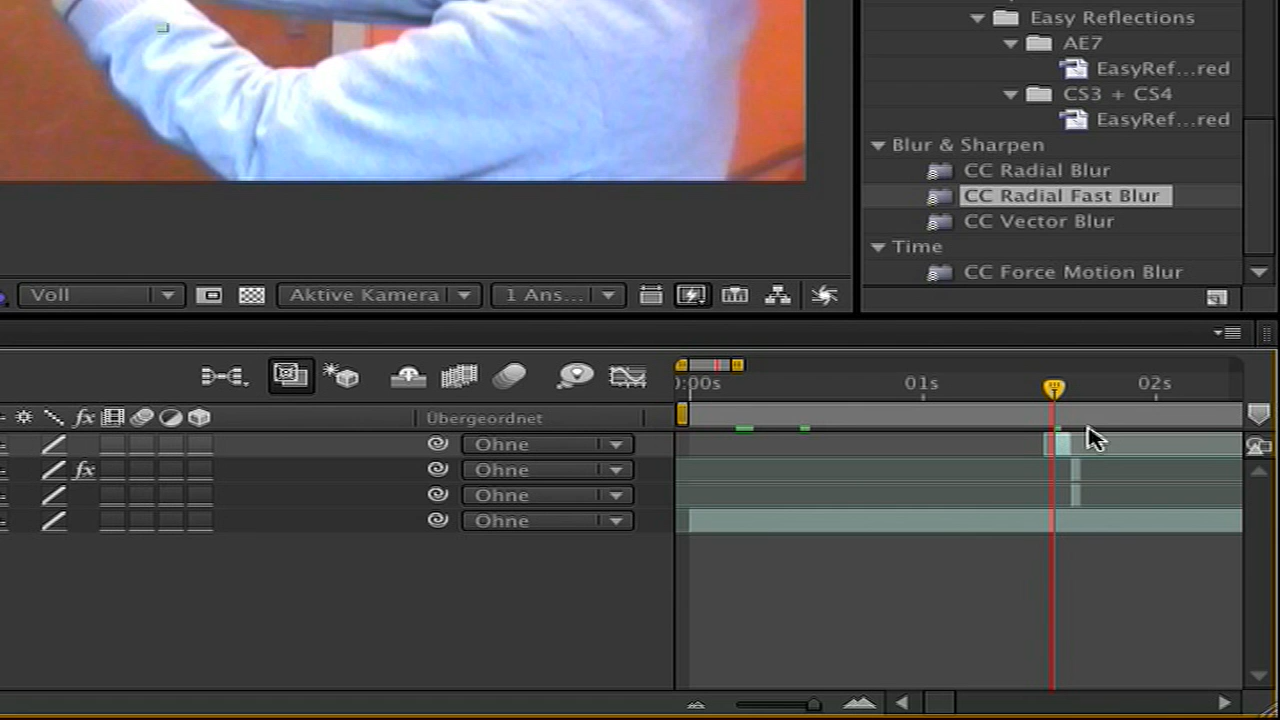 Easy Reflections
AE7
EasyRef...red
CS3 + CS4
EasyRef...red
Blur & Sharpen
CC Radial Blur
CC Radial Fast Blur
CC Vector Blur
Time
CC Force Motion Blur
Voll
Aktive Kamera
1 Ans...
0:00s
01s
02s
fx
Übergeordnet
Ohne
fx
Ohne
Ohne
Ohne